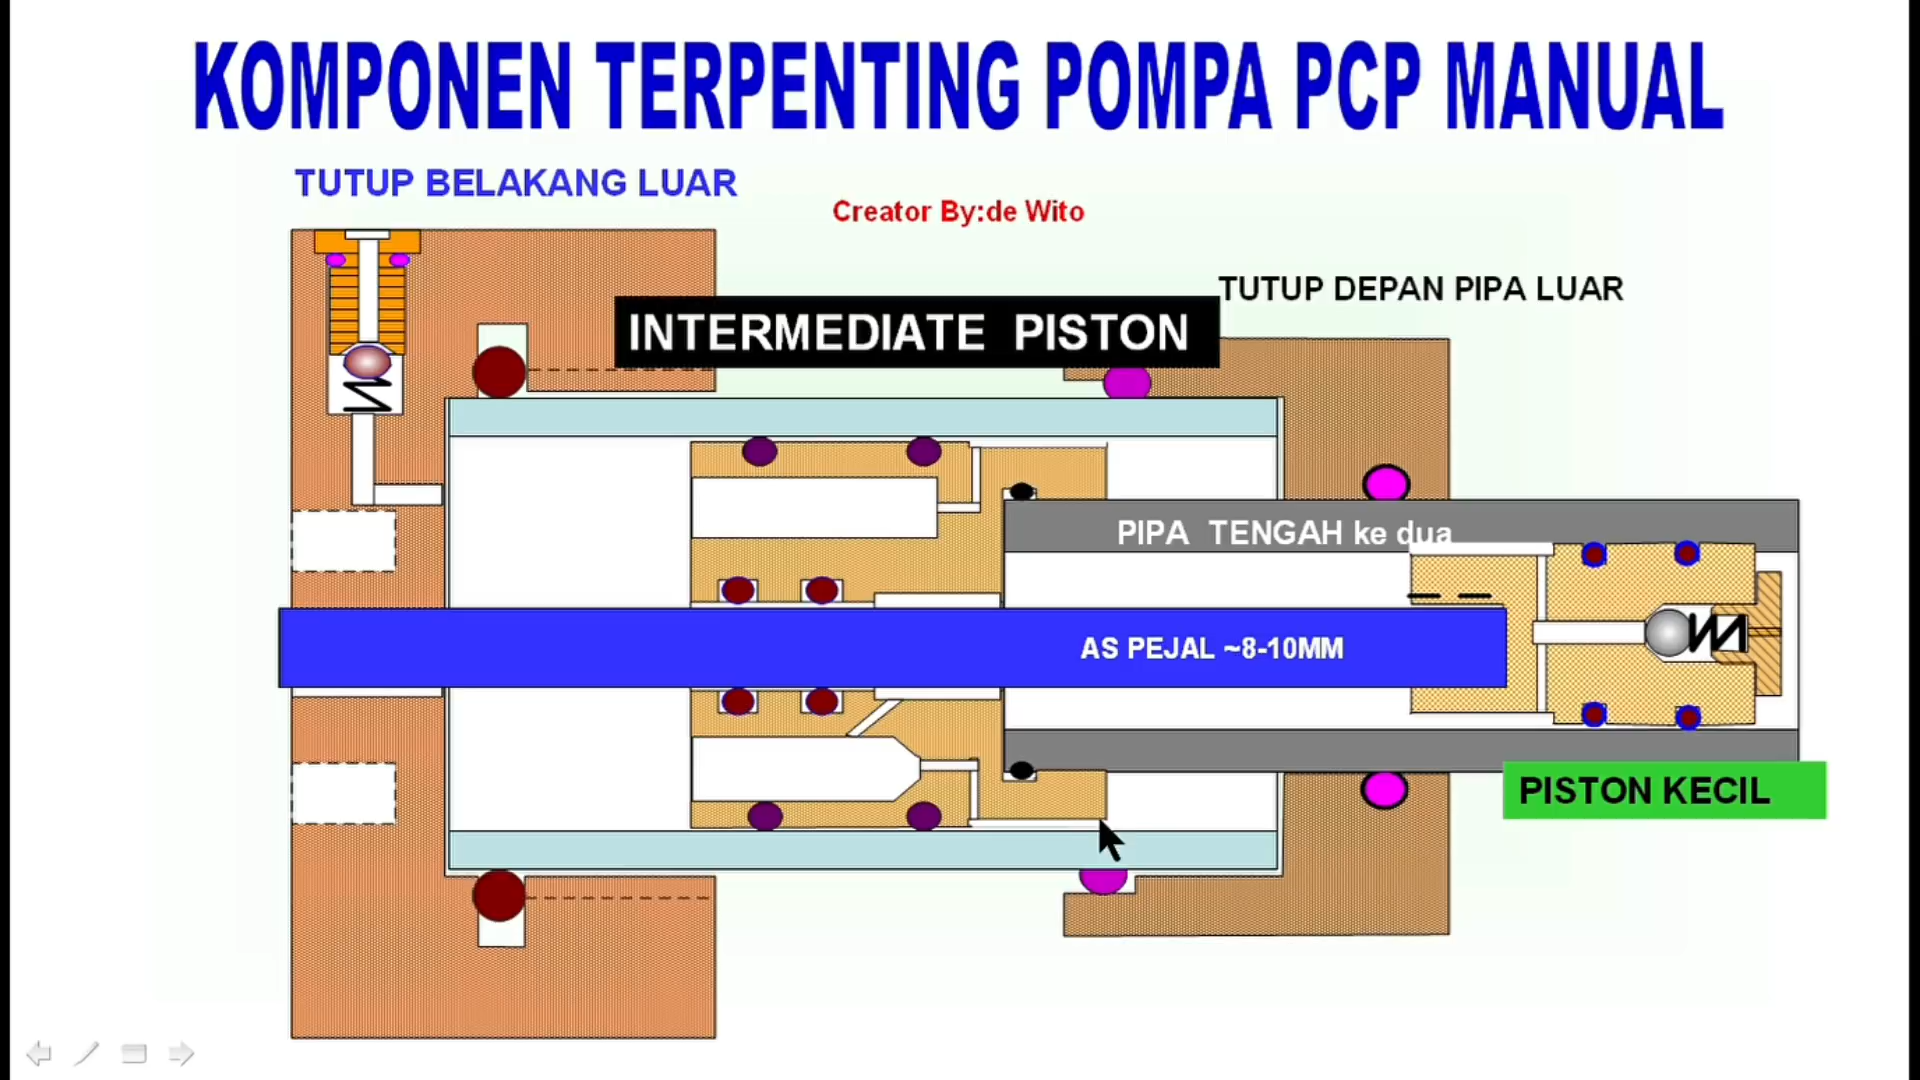 KOMPONEN TERPENTING POMPA PCP MANUAL
TUTUP BELAKANG LUAR
Creator By:de Wito
TUTUP DEPAN PIPA LUAR
INTERMEDIATE PISTON
PIPA TENGAH ke dua
AS PEJAL ~8-10MM
PISTON KECIL